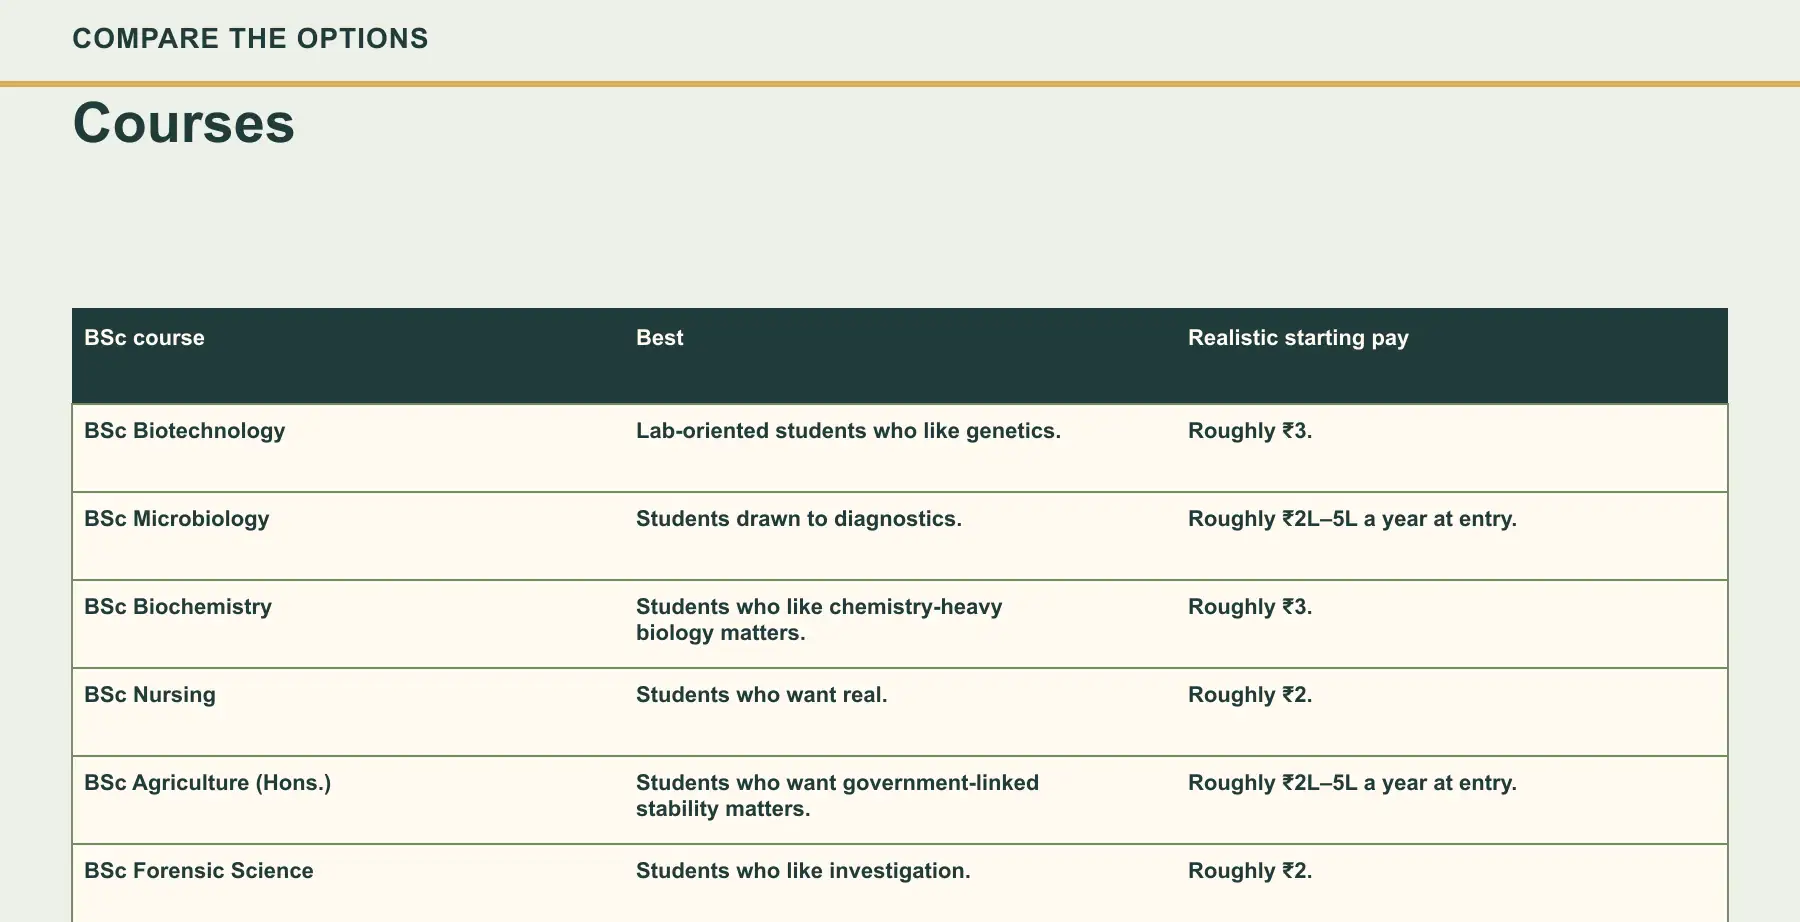 COMPARE THE OPTIONS
Courses
BSc course Best Realistic starting pay
BSc Biotechnology Lab-oriented students who like genetics. Roughly ₹3.
BSc Microbiology Students drawn to diagnostics. Roughly ₹2L–5L a year at entry.
BSc Biochemistry Students who like chemistry-heavy Roughly ₹3.
biology matters.
BSc Nursing Students who want real. Roughly ₹2.
BSc Agriculture (Hons.) Students who want government-linked Roughly ₹2L–5L a year at entry.
stability matters.
BSc Forensic Science Students who like investigation. Roughly ₹2.